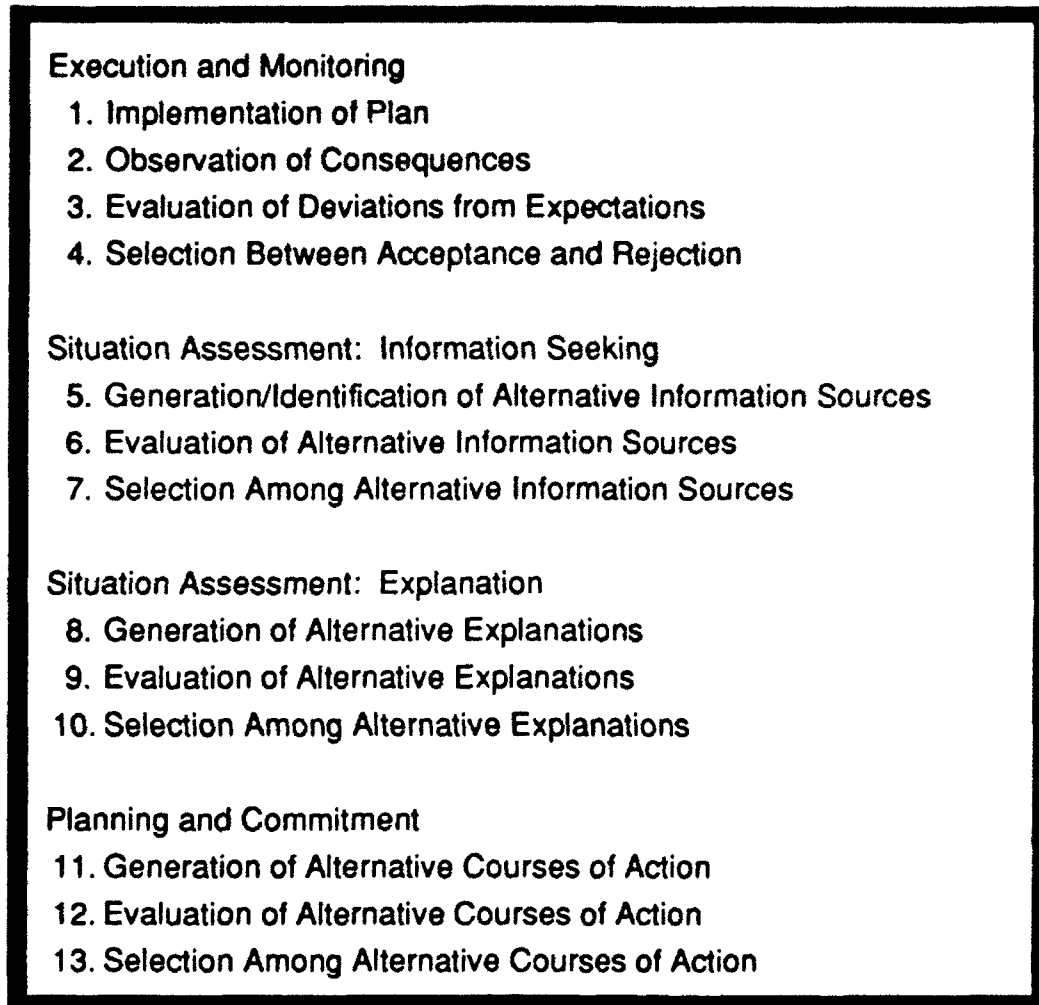 Execution and Monitoring
1. Implementation of Plan
2. Observation of Consequences
3. Evaluation of Deviations from Expectations
4. Selection Between Acceptance and Rejection
Situation Assessment: Information Seeking
5. Generation/Identification of Alternative Information Sources
6. Evaluation of Alternative Information Sources
7. Selection Among Alternative Information Sources
Situation Assessment: Explanation
8. Generation of Alternative Explanations
9. Evaluation of Alternative Explanations
10. Selection Among Alternative Explanations
Planning and Commitment
11. Generation of Alternative Courses of Action
12. Evaluation of Alternative Courses of Action
13. Selection Among Alternative Courses of Action